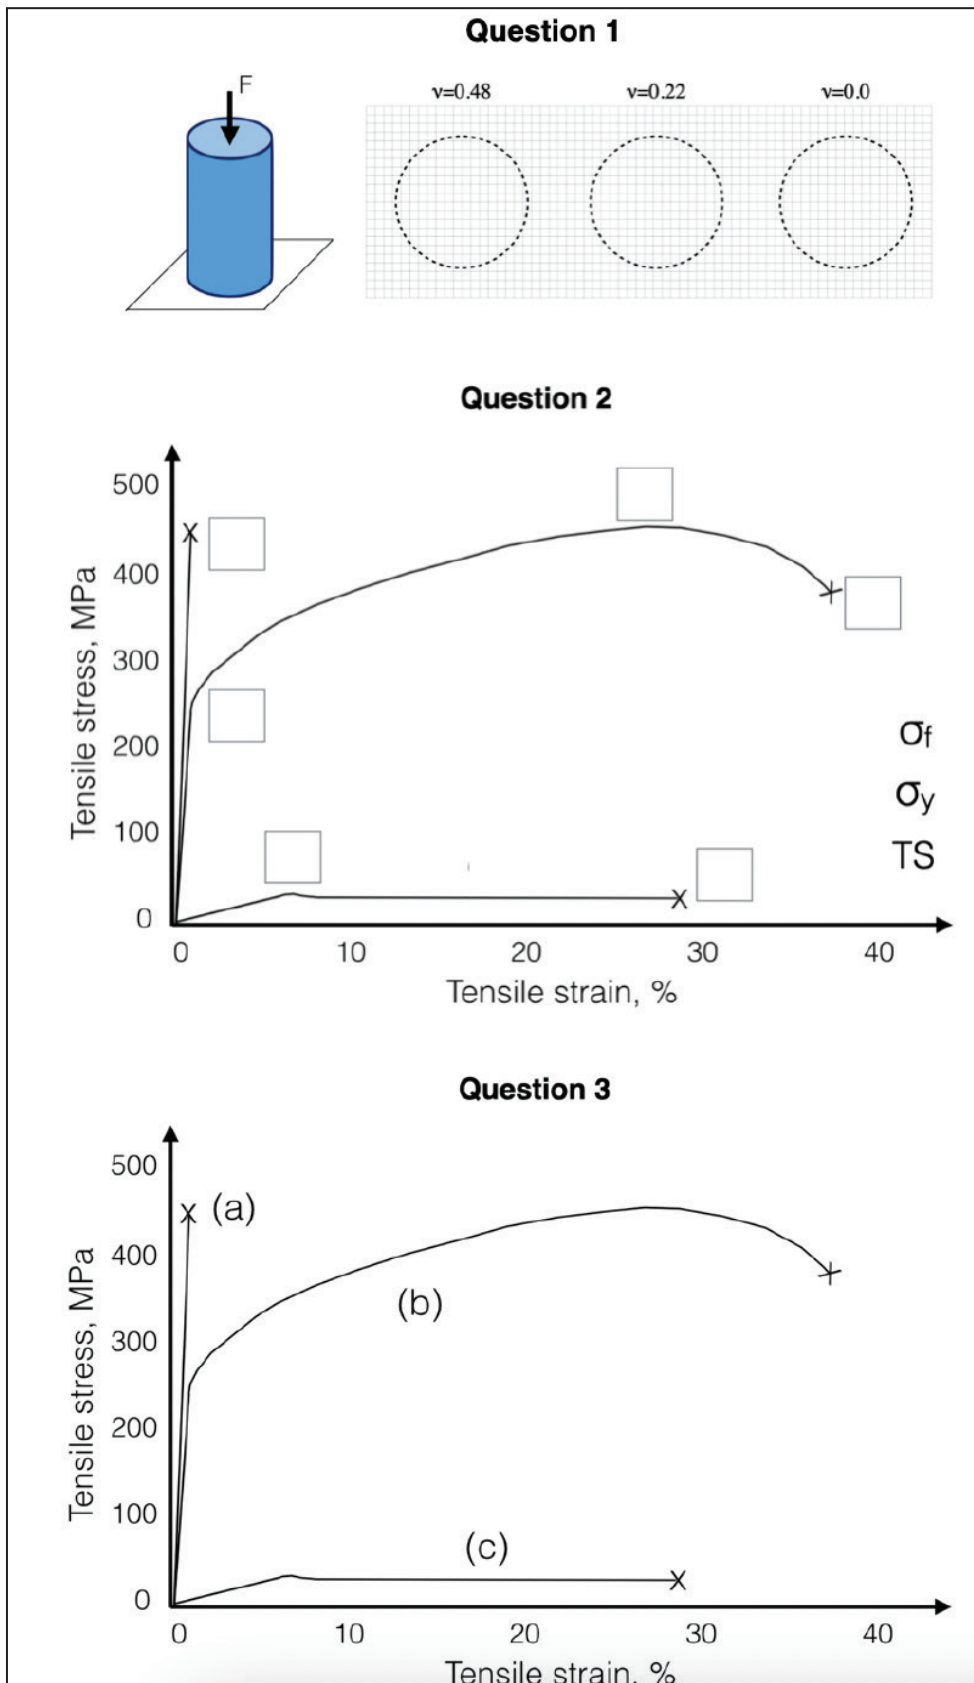 Question 1
F
ν=0.48 ν=0.22 ν=0.0
Question 2
Tensile stress, MPa
500
400
300
200
100
0
σf
σy
TS
0 10 20 30 40
Tensile strain, %
Question 3
Tensile stress, MPa
500
400
300
200
100
0
(a)
(b)
(c)
0 10 20 30 40
Tensile strain, %